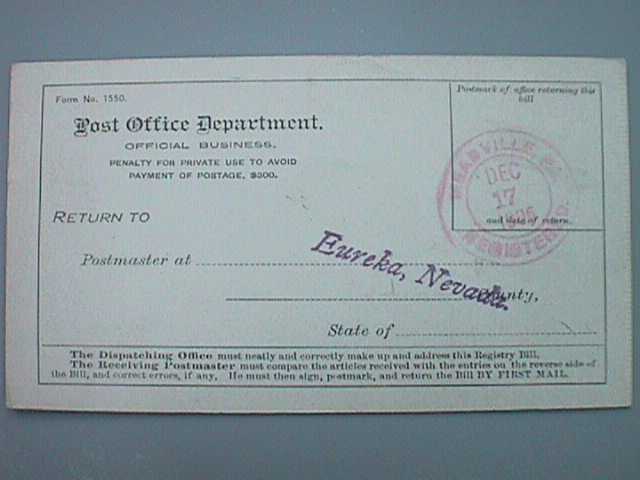 Form No. 1550.
Post Office Department.
OFFICIAL BUSINESS.
PENALTY FOR PRIVATE USE TO AVOID
PAYMENT OF POSTAGE, $300.
Postmark of office returning this
bill
and date of return.
MEADVILLE, PA.
DEC
17
REGISTERED
RETURN TO
Postmaster at
Eureka, Nevada.
County,
State of
The Dispatching Office must neatly and correctly make up and address this Registry Bill.
The Receiving Postmaster must compare the articles received with the entries on the reverse side of
the Bill, and correct errors, if any. He must then sign, postmark, and return the Bill BY FIRST MAIL.